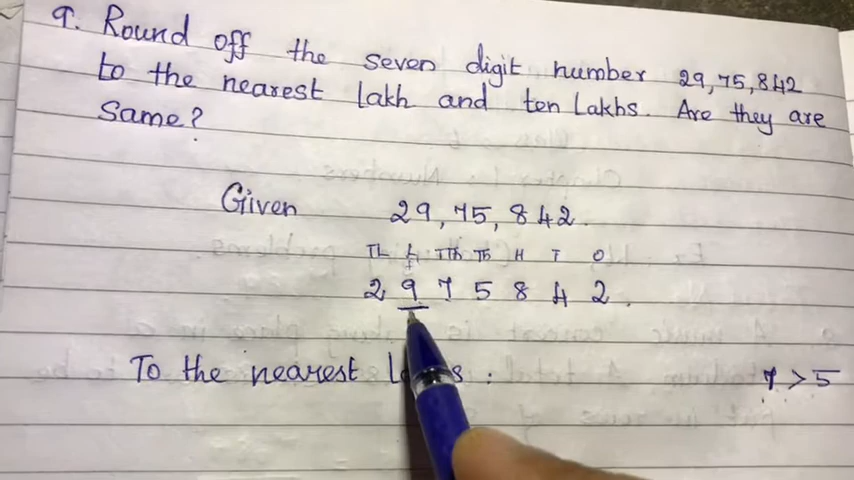 9. Round off the seven digit number 29,75,842
to the nearest lakh and ten Lakhs. Are they are
Same?
Given 29,75,842.
TL L TTh Th H T O
2 9 7 5 8 4 2.
To the nearest : 7 > 5